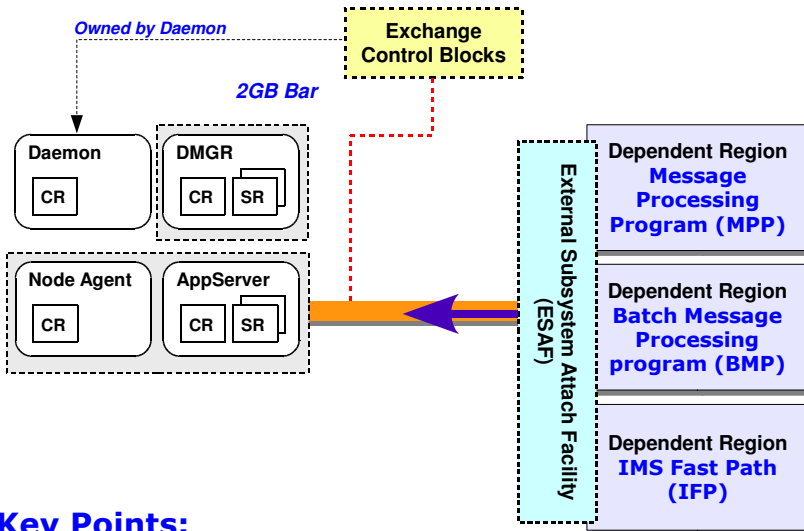 Owned by Daemon
Exchange
Control Blocks
2GB Bar
Daemon
CR
DMGR
CR
SR
Node Agent
CR
AppServer
CR
SR
External Subsystem Attach Facility
(ESAF)
Dependent Region
Message
Processing
Program (MPP)
Dependent Region
Batch Message
Processing
program (BMP)
Dependent Region
IMS Fast Path
(IFP)
Key Points: